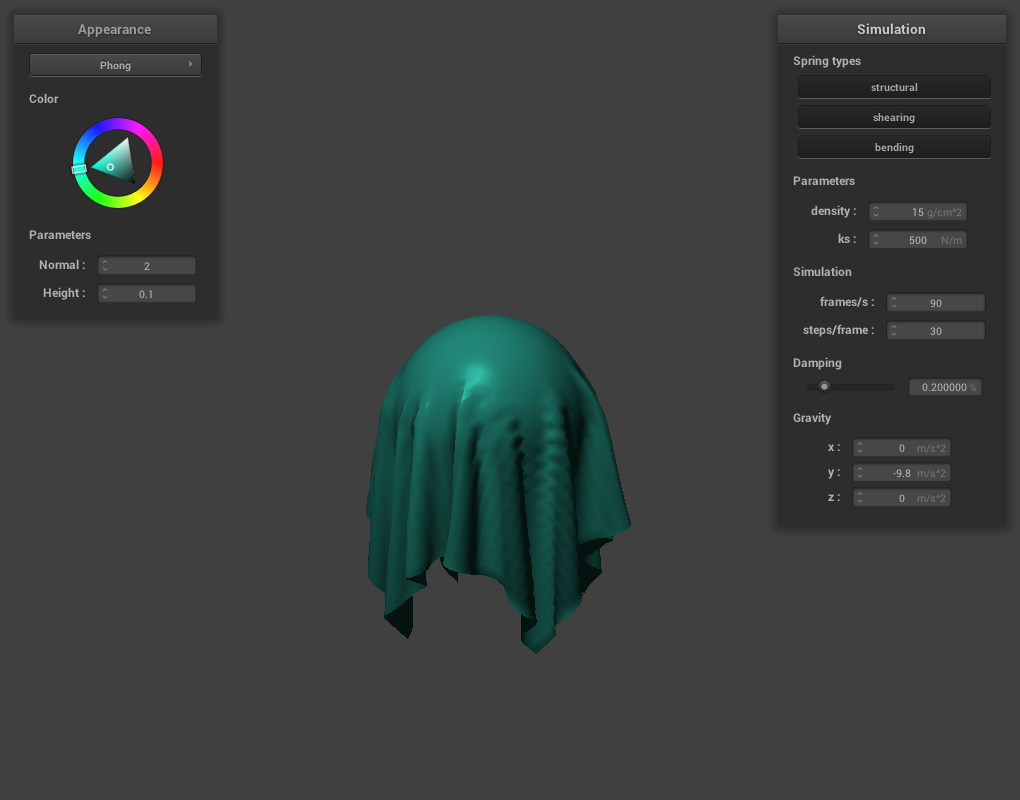 Appearance
Phong
Color
Parameters
Normal : 2
Height : 0.1
Simulation
Spring types
structural
shearing
bending
Parameters
density : 15 g/cm^2
ks : 500 N/m
Simulation
frames/s : 90
steps/frame : 30
Damping
0.200000 %
Gravity
x : 0 m/s^2
y : -9.8 m/s^2
z : 0 m/s^2